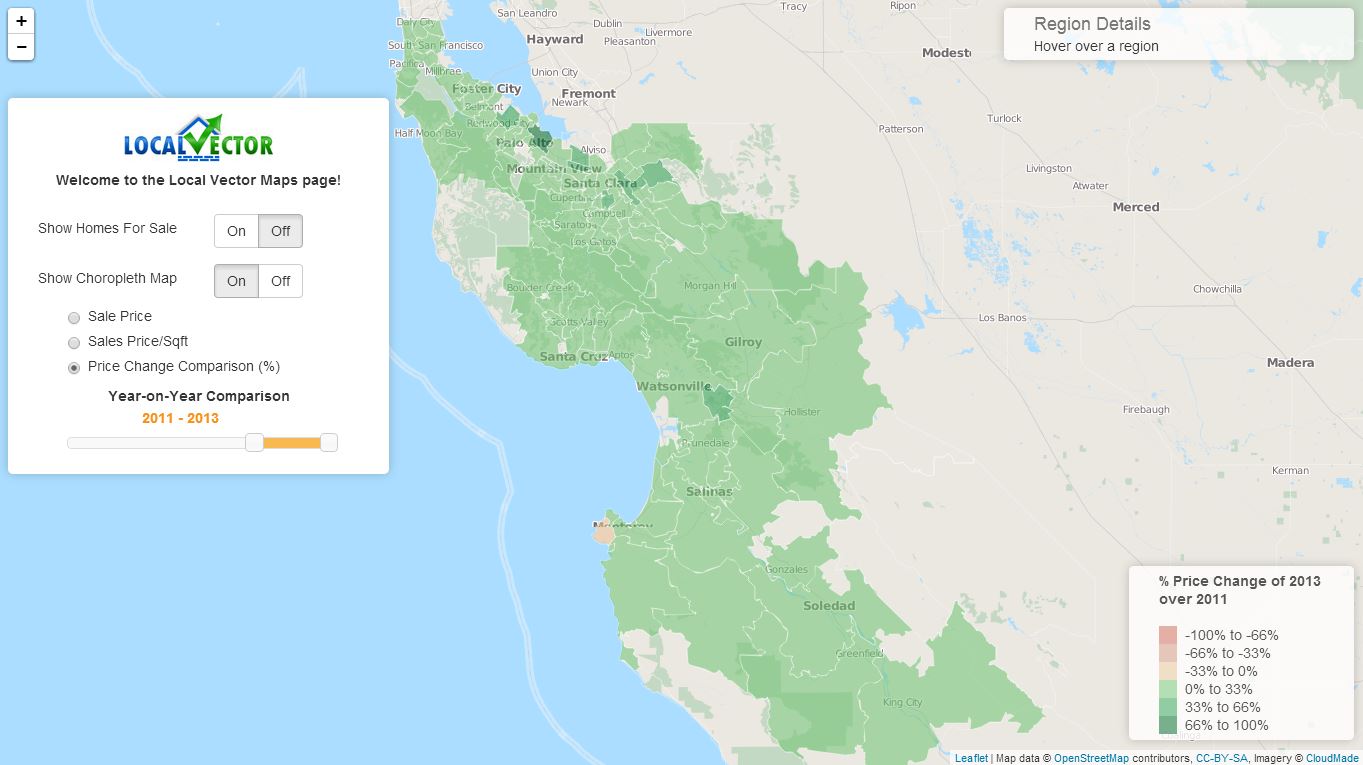 +
−
LOCALVECTOR
Welcome to the Local Vector Maps page!
Show Homes For Sale
On Off
Show Choropleth Map
On Off
Sale Price
Sales Price/Sqft
Price Change Comparison (%)
Year-on-Year Comparison
2011 - 2013
Region Details
Hover over a region
Daly City
San Leandro
Dublin
Tracy
Ripon
South San Francisco
Hayward
Pleasanton
Livermore
Modesto
Pacifica
Millbrae
Union City
Foster City
Fremont
Belmont
Newark
Redwood City
Half Moon Bay
Palo Alto
Alviso
Patterson
Turlock
Mountain View
Santa Clara
Livingston
Atwater
Cupertino
Campbell
Merced
Saratoga
Los Gatos
Boulder Creek
Morgan Hill
Chowchilla
Scotts Valley
Los Banos
Santa Cruz
Aptos
Gilroy
Madera
Watsonville
Hollister
Firebaugh
Prunedale
Kerman
Salinas
Monterey
Gonzales
Soledad
Greenfield
King City
% Price Change of 2013
over 2011
-100% to -66%
-66% to -33%
-33% to 0%
0% to 33%
33% to 66%
66% to 100%
Coalinga
Leaflet | Map data © OpenStreetMap contributors, CC-BY-SA, Imagery © CloudMade